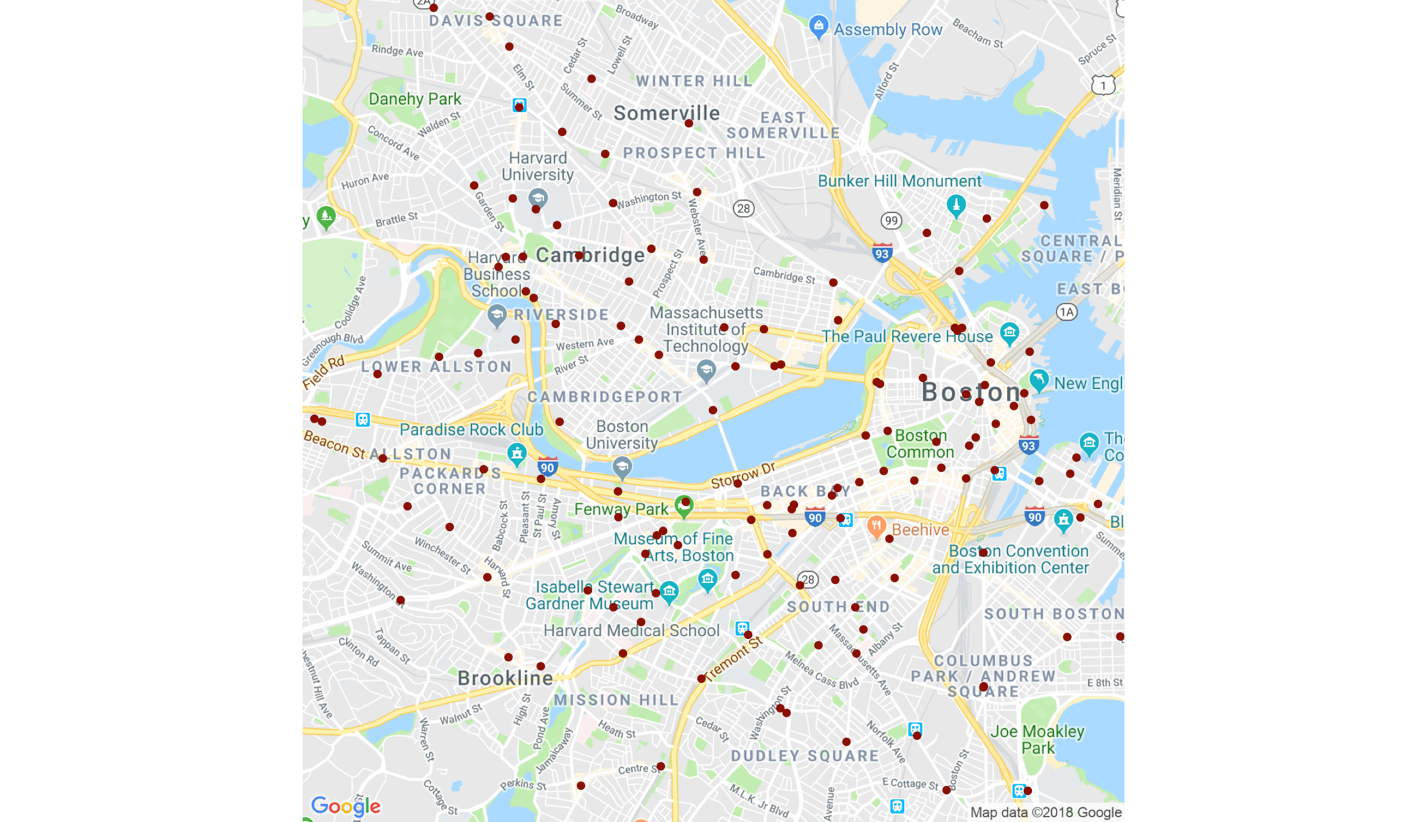 2A
DAVIS SQUARE
Broadway
Assembly Row
Beacham St
Spruce St
Rindge Ave
Elm St
Cedar St
Lowell St
WINTER HILL
Alford St
1
Danehy Park
Summer St
Somerville
EAST
SOMERVILLE
Walden St
Concord Ave
PROSPECT HILL
Harvard
University
Huron Ave
Bunker Hill Monument
Meridian St
Garden St
Washington St
Webster Ave
28
99
y
Brattle St
93
CENTRAL
SQUARE / P
Harvard
Business
School
Cambridge
Prospect St
Cambridge St
EAST B
Coolidge Ave
RIVERSIDE
Massachusetts
Institute of
Technology
1A
Greenbough Blvd
Western Ave
The Paul Revere House
River St
LOWER ALLSTON
Field Rd
Boston
New Engl
CAMBRIDGEPORT
Paradise Rock Club
Boston
University
Boston
Common
Beacon St
ALLSTON
93
Th
Co
PACKARD'S
CORNER
90
Storrow Dr
BACK BAY
Babcock St
Pleasant St
St Paul St
Amory St
Fenway Park
90
Beehive
90
Bl
Museum of Fine
Arts, Boston
Winchester St
Summit Ave
Harvard St
Boston Convention
and Exhibition Center
Washington St
Isabella Stewart
Gardner Museum
28
SOUTH END
SOUTH BOSTON
Harvard Medical School
Tappan St
Clinton Rd
Tremont St
Massachusetts Ave
Albany St
Melnea Cass Blvd
COLUMBUS
PARK / ANDREW
SQUARE
Brookline
E 8th St
MISSION HILL
High St
Pond Ave
Walnut St
Warren St
Jamaicaway
Heath St
Cedar St
Washington St
Norfolk Ave
Joe Moakley
Park
DUDLEY SQUARE
Centre St
Perkins St
Cottage St
M.L.K. Jr Blvd
E Cottage St
Boston St
Avenue
Google
Map data ©2018 Google